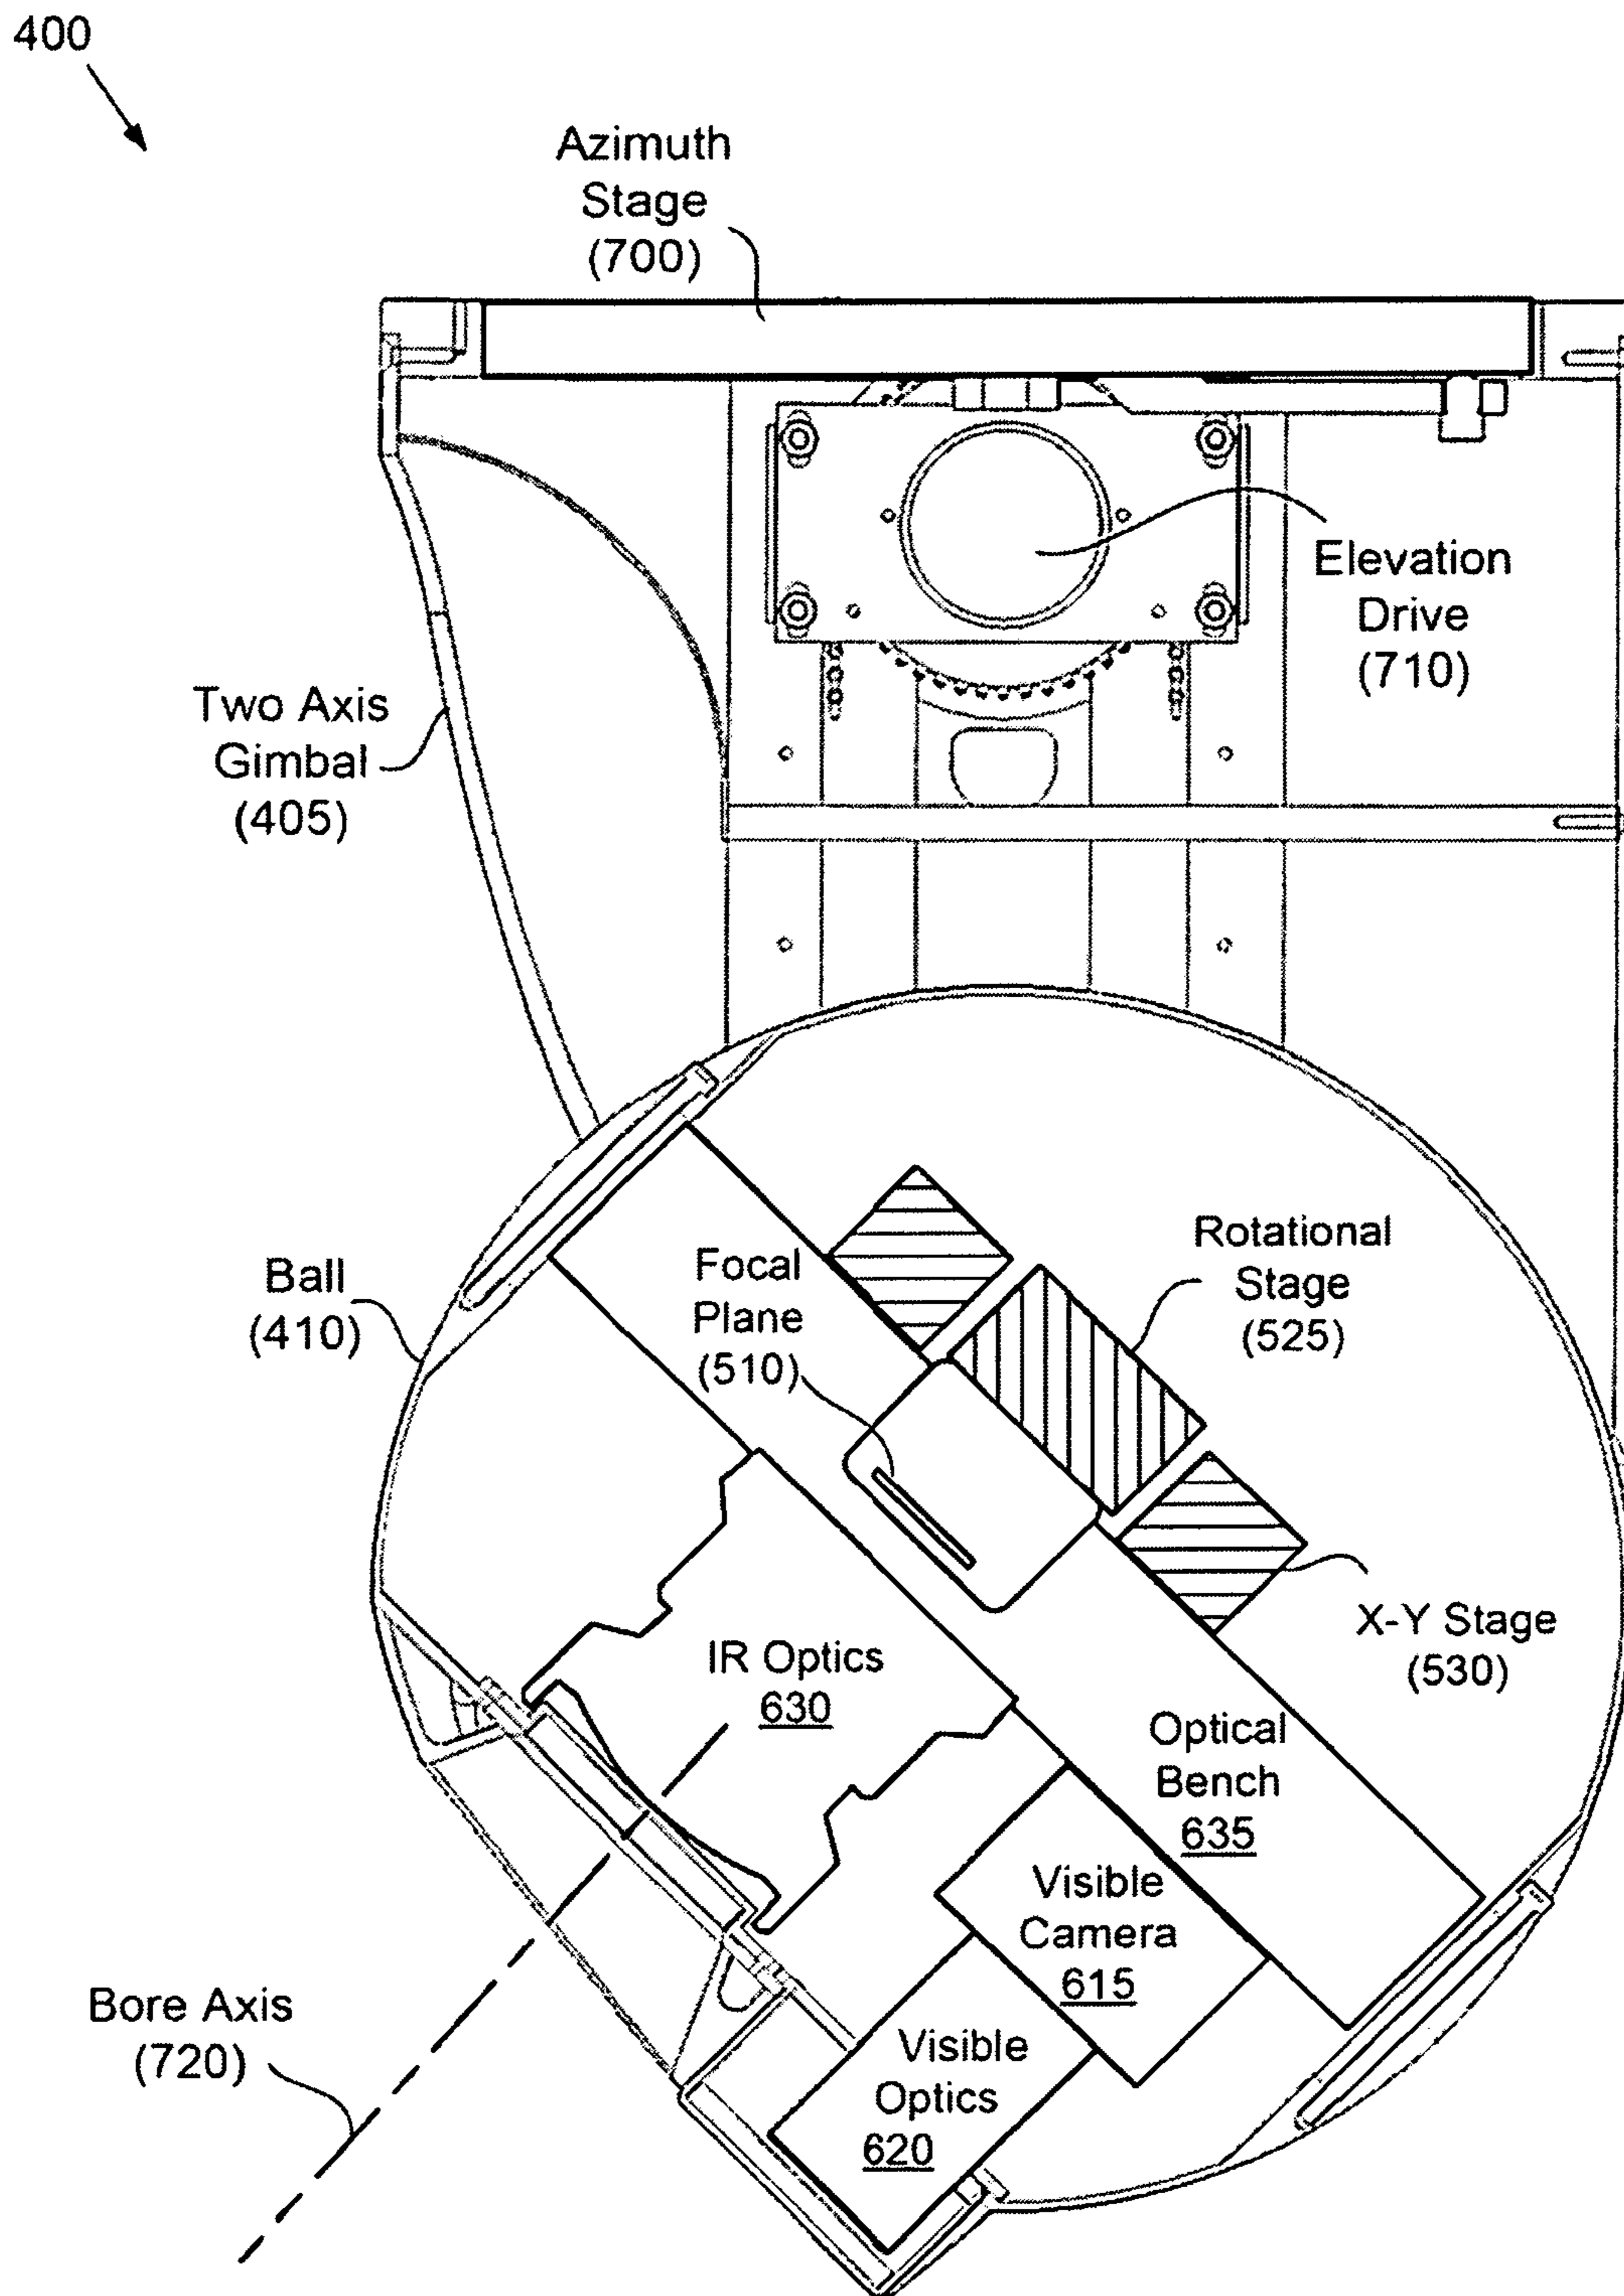 400
Azimuth
Stage
(700)
Elevation
Drive
(710)
Two Axis
Gimbal
(405)
Rotational
Stage
(525)
Focal
Plane
(510)
Ball
(410)
X-Y Stage
(530)
IR Optics
630
Optical
Bench
635
Visible
Camera
615
Bore Axis
(720)
Visible
Optics
620